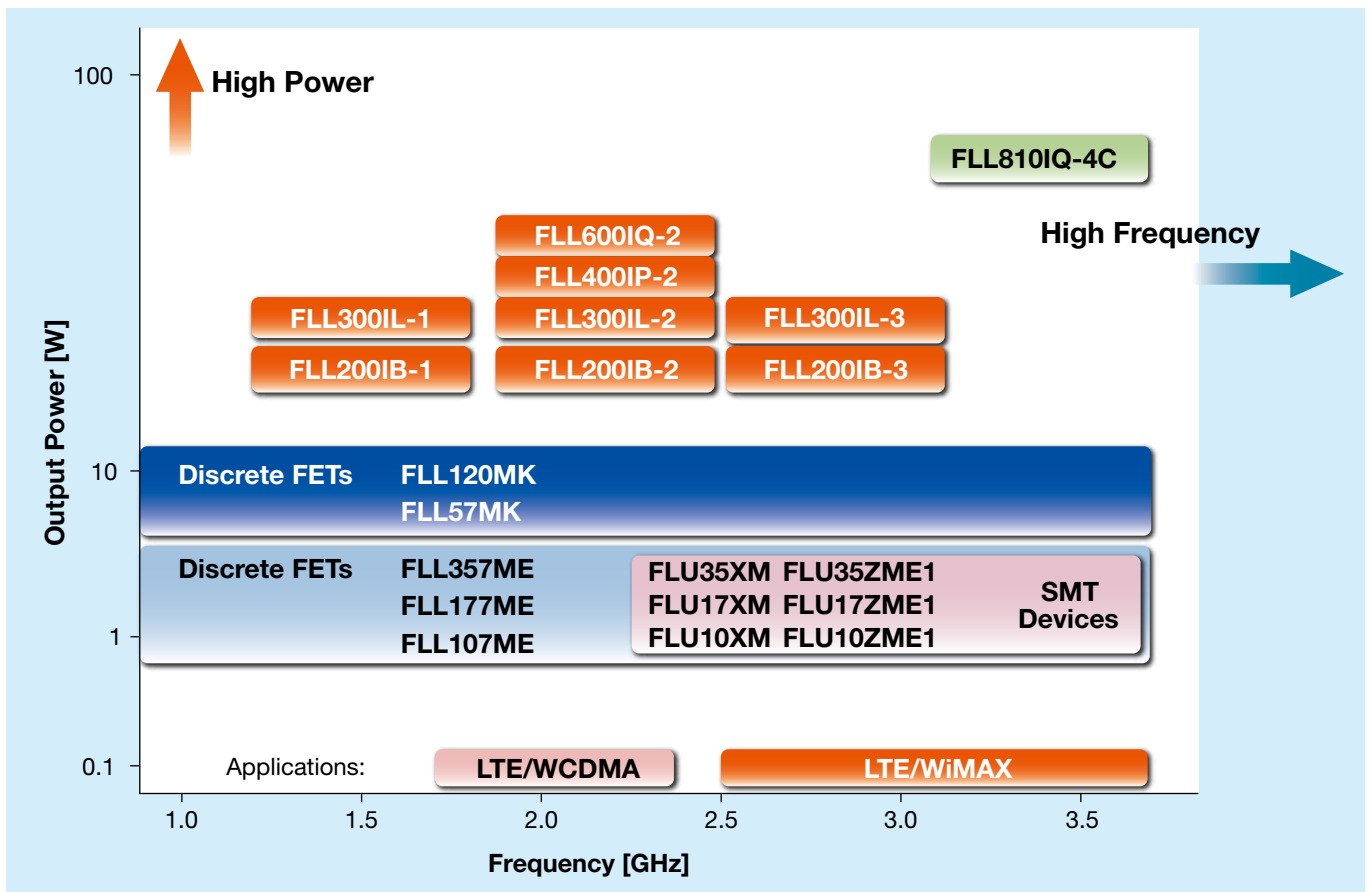 100
High Power
FLL810IQ-4C
High Frequency
FLL600IQ-2
FLL400IP-2
FLL300IL-1
FLL300IL-2
FLL300IL-3
FLL200IB-1
FLL200IB-2
FLL200IB-3
Output Power [W]
10
Discrete FETs
FLL120MK
FLL57MK
Discrete FETs
FLL357ME
FLL177ME
FLL107ME
FLU35XM FLU35ZME1
FLU17XM FLU17ZME1
FLU10XM FLU10ZME1
SMT
Devices
1
0.1
Applications:
LTE/WCDMA
LTE/WiMAX
1.0
1.5
2.0
2.5
3.0
3.5
Frequency [GHz]